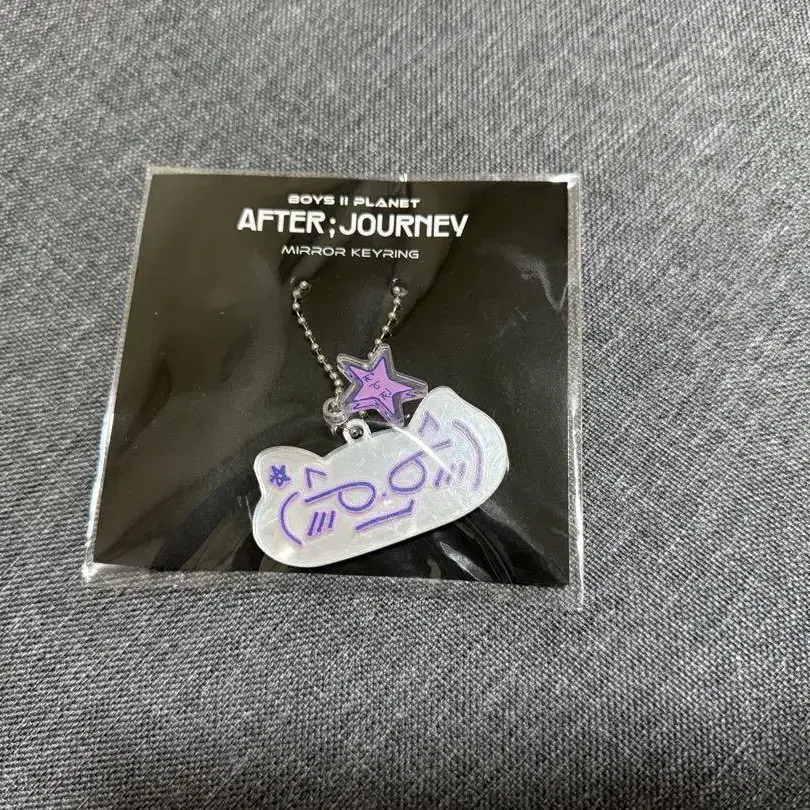 BOYS II PLANET
AFTER;JOURNEY
MIRROR KEYRING